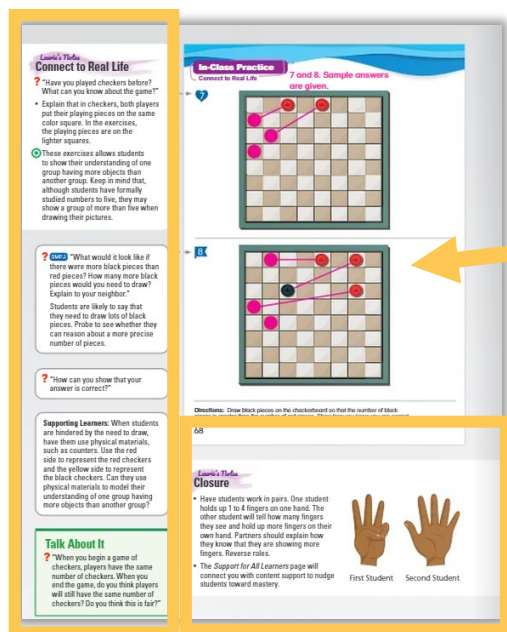 Laurie's Notes
Connect to Real Life
? "Have you played checkers before?
What can you know about the game?"
• Explain that in checkers, both players
put their playing pieces on the same
color square. In the exercises,
the playing pieces are on the
lighter squares.
These exercises allows students
to show their understanding of one
group having more objects than
another group. Keep in mind that,
although students have formally
studied numbers to five, they may
show a group of more than five when
drawing their pictures.
? SMP.2 "What would it look like if
there were more black pieces than
red pieces? How many more black
pieces would you need to draw?
Explain to your neighbor."
Students are likely to say that
they need to draw lots of black
pieces. Probe to see whether they
can reason about a more precise
number of pieces.
? "How can you show that your
answer is correct?"
Supporting Learners: When students
are hindered by the need to draw,
have them use physical materials,
such as counters. Use the red
side to represent the red checkers
and the yellow side to represent
the black checkers. Can they use
physical materials to model their
understanding of one group having
more objects than another group?
Talk About It
? "When you begin a game of
checkers, players have the same
number of checkers. When you
end the game, do you think players
will still have the same number of
checkers? Do you think this is fair?"
In-Class Practice
Connect to Real Life
7 and 8. Sample answers
are given.
7
8
Directions: Draw black pieces on the checkerboard so that the number of black
68
Laurie's Notes
Closure
• Have students work in pairs. One student
holds up 1 to 4 fingers on one hand. The
other student will tell how many fingers
they see and hold up more fingers on their
own hand. Partners should explain how
they know that they are showing more
fingers. Reverse roles.
• The Support for All Learners page will
connect you with content support to nudge
students toward mastery.
First Student Second Student